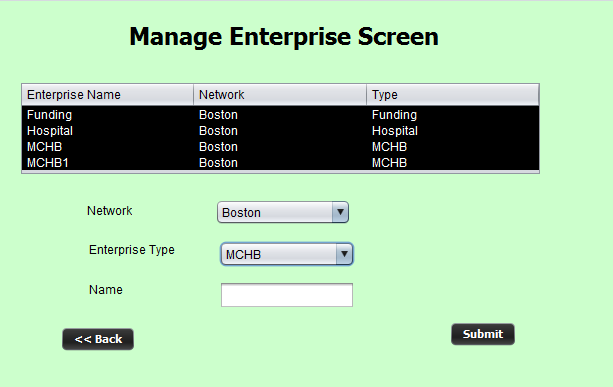 Manage Enterprise Screen
Enterprise Name Network Type
Funding Boston Funding
Hospital Boston Hospital
MCHB Boston MCHB
MCHB1 Boston MCHB
Network Boston
Enterprise Type MCHB
Name
<< Back Submit